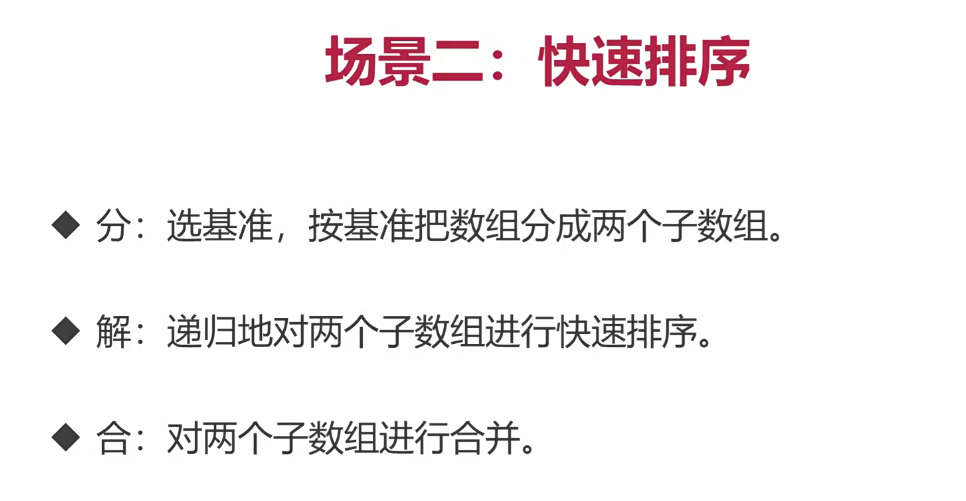 场景二：快速排序
◆ 分：选基准，按基准把数组分成两个子数组。
◆ 解：递归地对两个子数组进行快速排序。
◆ 合：对两个子数组进行合并。